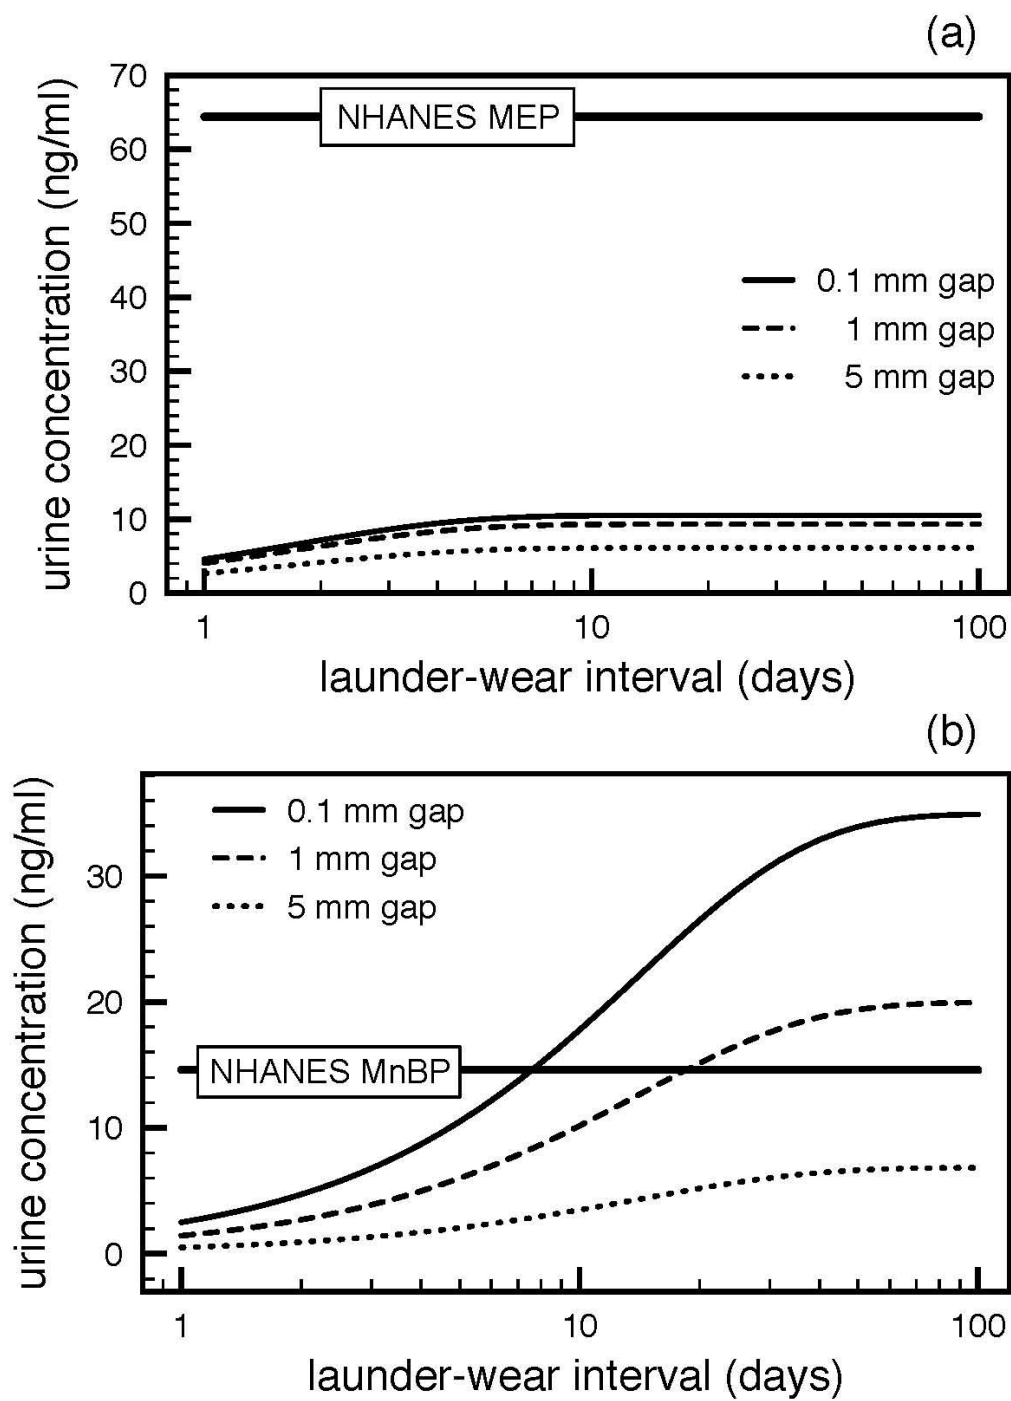 (a)
urine concentration (ng/ml)
70
60
50
40
30
20
10
0
NHANES MEP
0.1 mm gap
1 mm gap
5 mm gap
1
10
100
launder-wear interval (days)
(b)
urine concentration (ng/ml)
30
20
10
0
0.1 mm gap
1 mm gap
5 mm gap
NHANES MnBP
1
10
100
launder-wear interval (days)